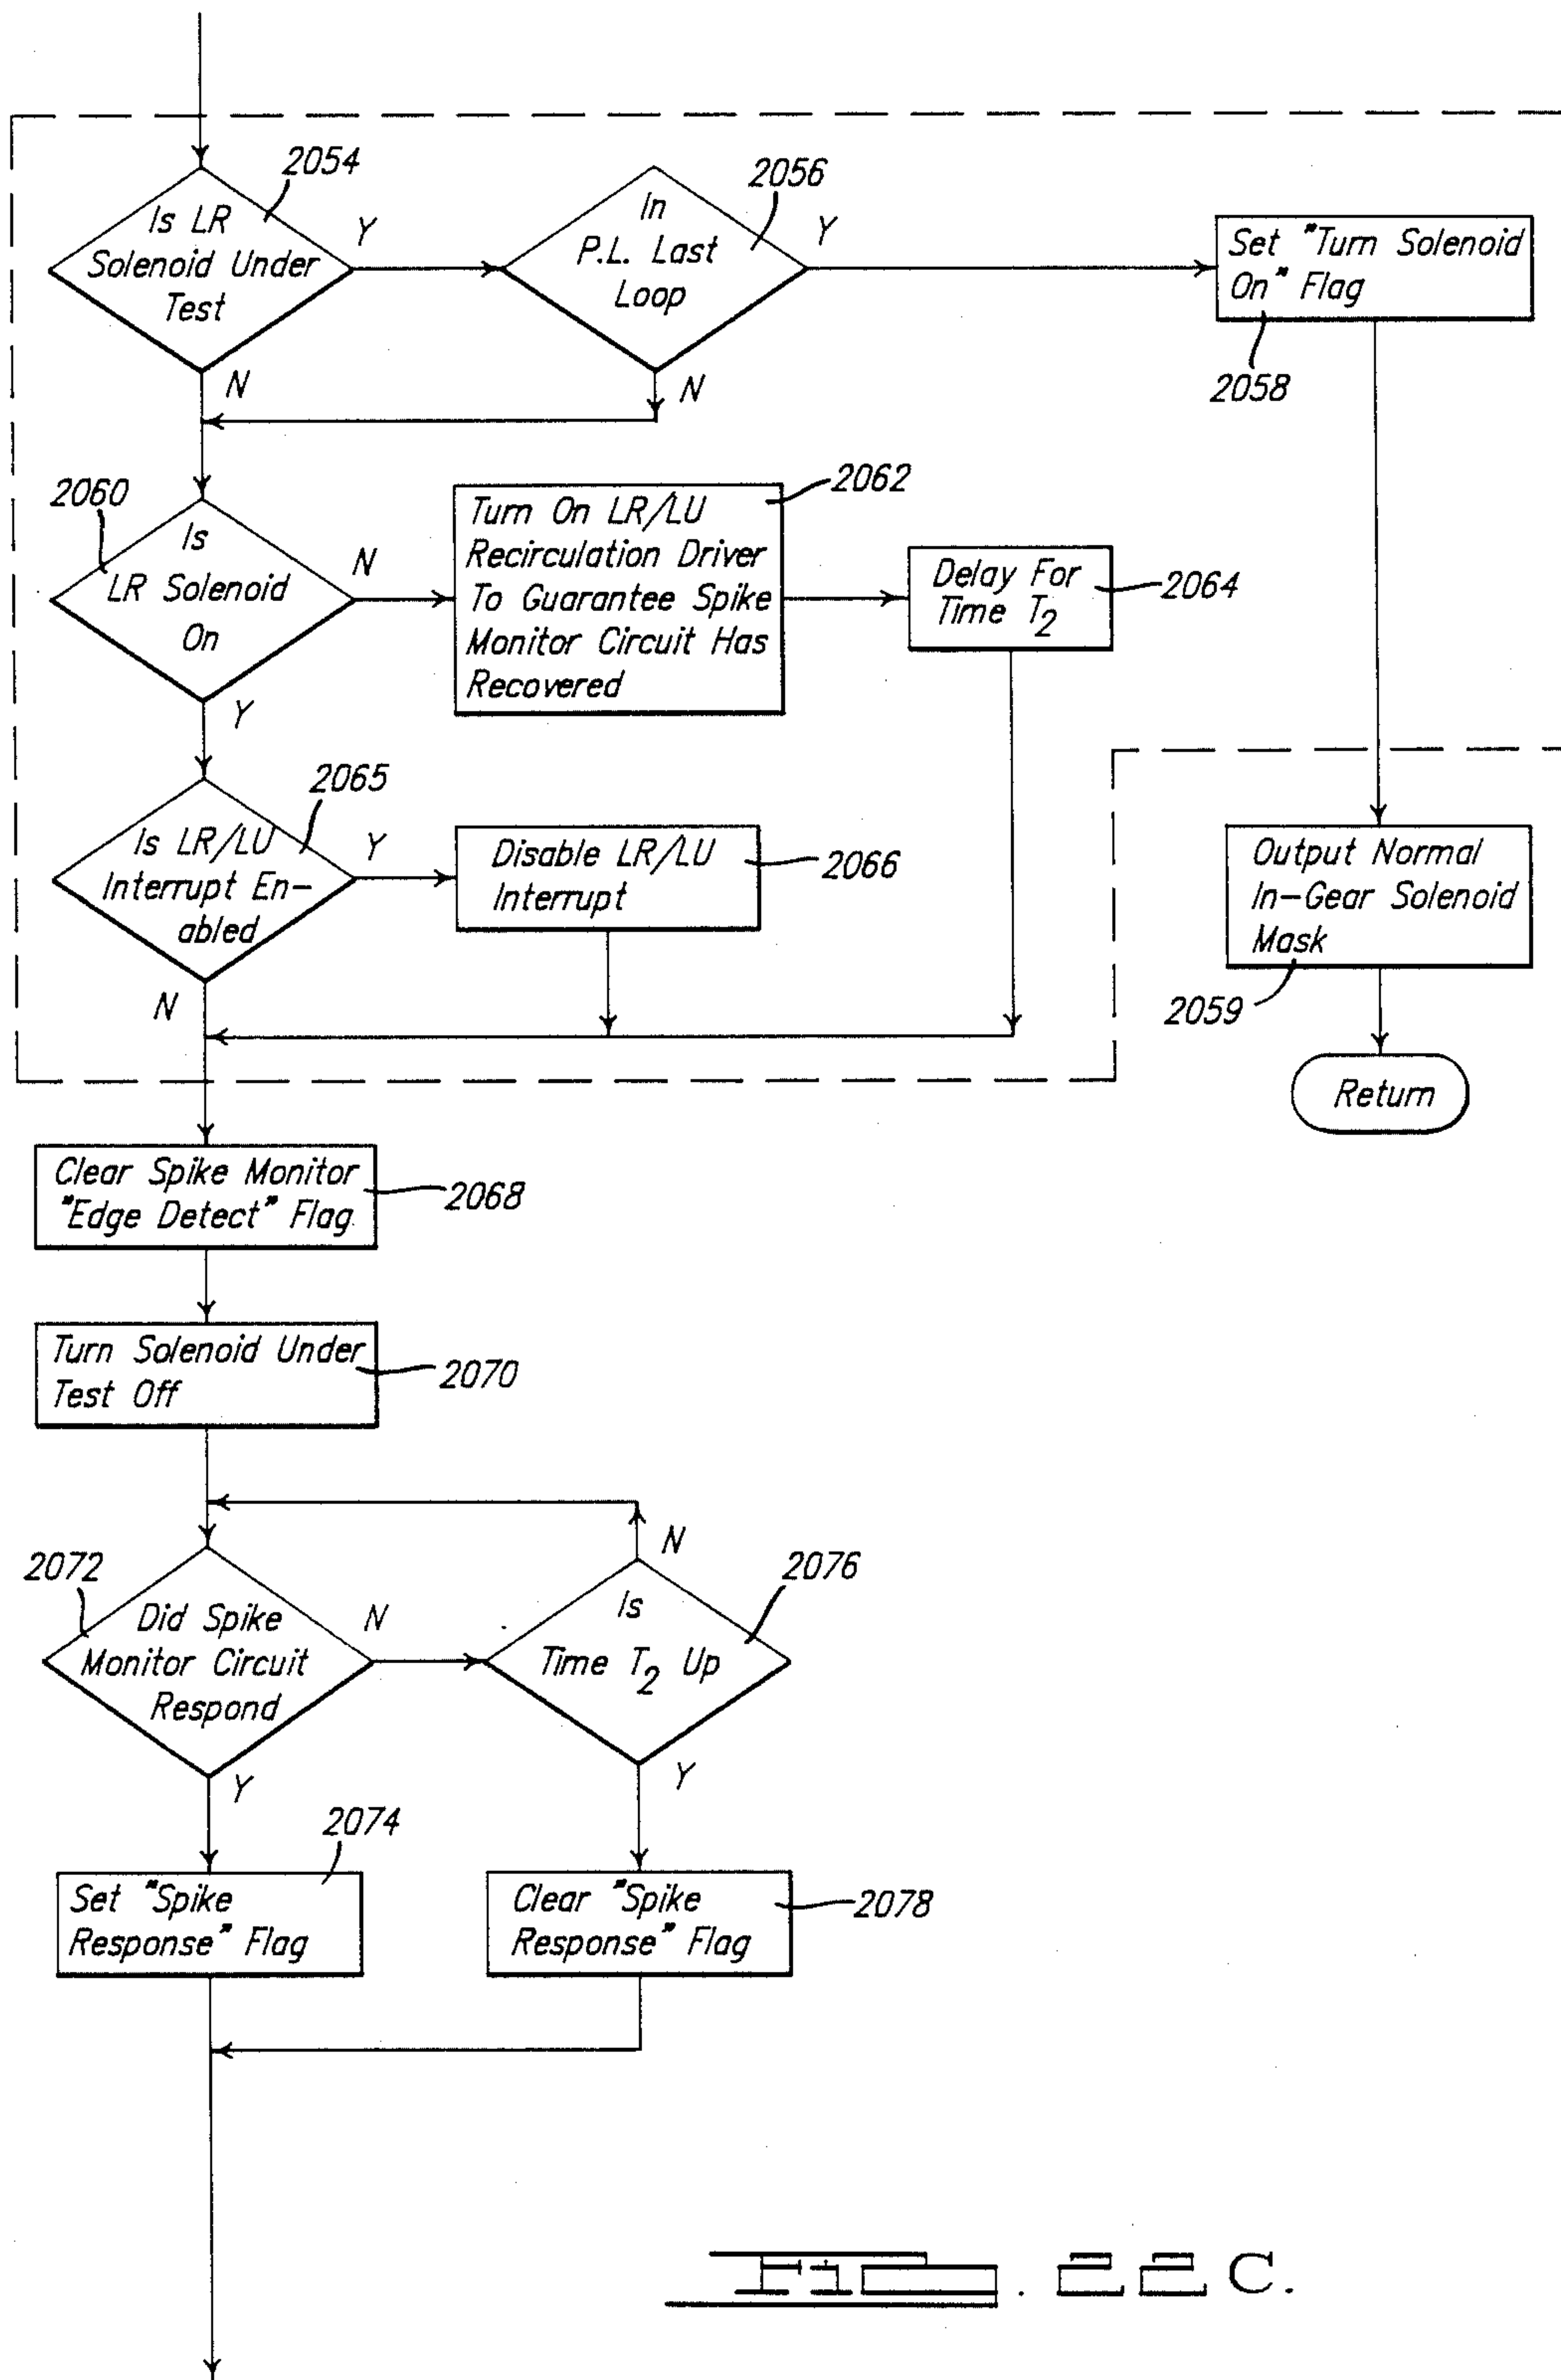 2054
Is LR
Solenoid Under
Test
Y
N
2056
In
P.L. Last
Loop
Y
N
Set "Turn Solenoid
On" Flag
2058
2060
Is
LR Solenoid
On
N
Y
2062
Turn On LR/LU
Recirculation Driver
To Guarantee Spike
Monitor Circuit Has
Recovered
Delay For
Time T2
2064
2065
Is LR/LU
Interrupt En-
abled
Y
N
Disable LR/LU
Interrupt
2066
Output Normal
In-Gear Solenoid
Mask
2059
Return
Clear Spike Monitor
"Edge Detect" Flag
2068
Turn Solenoid Under
Test Off
2070
2072
Did Spike
Monitor Circuit
Respond
N
Y
2076
Is
Time T2 Up
N
Y
2074
Set "Spike
Response" Flag
Clear "Spike
Response" Flag
2078
FIG. 22C.